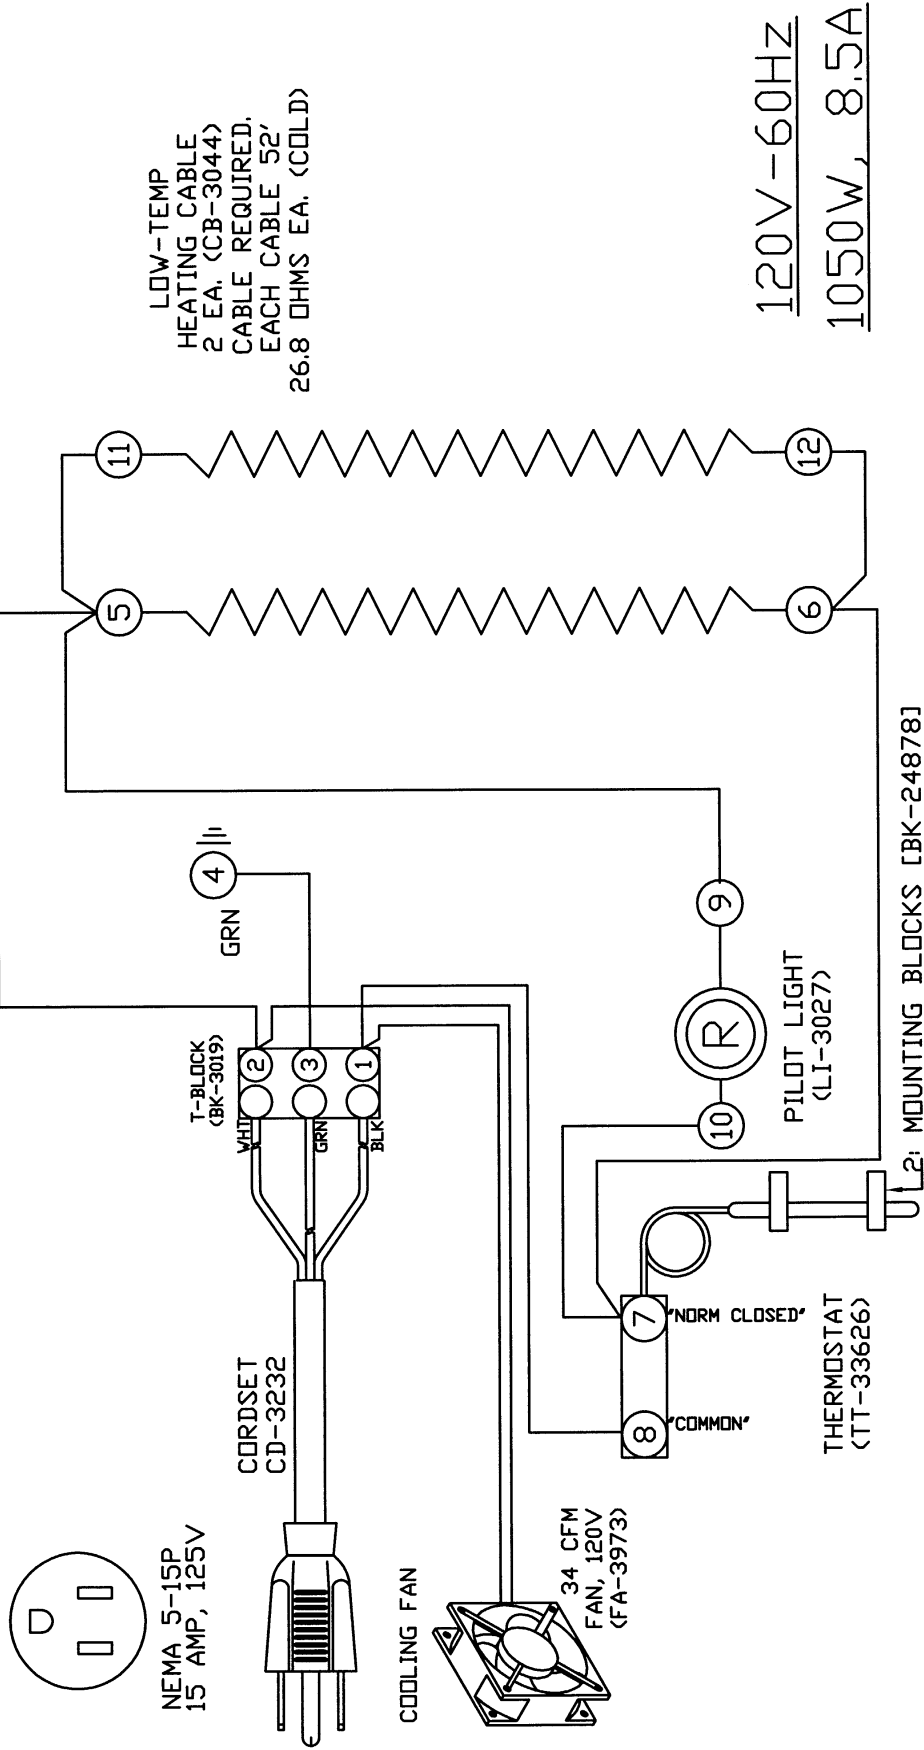 NEMA 5-15P
15 AMP, 125V
CORDSET
CD-3232
T-BLOCK
(BK-3019)
WHT
GRN
BLK
2
3
1
GRN
4
5
11
LOW-TEMP
HEATING CABLE
2 EA. (CB-3044)
CABLE REQUIRED.
EACH CABLE 52'
26.8 OHMS EA. (COLD)
COOLING FAN
34 CFM
FAN, 120V
(FA-3973)
8
"COMMON"
7
"NORM CLOSED"
THERMOSTAT
(TT-33626)
10
R
9
PILOT LIGHT
(LI-3027)
6
12
2: MOUNTING BLOCKS [BK-24878]
120V-60Hz
1050W, 8.5A